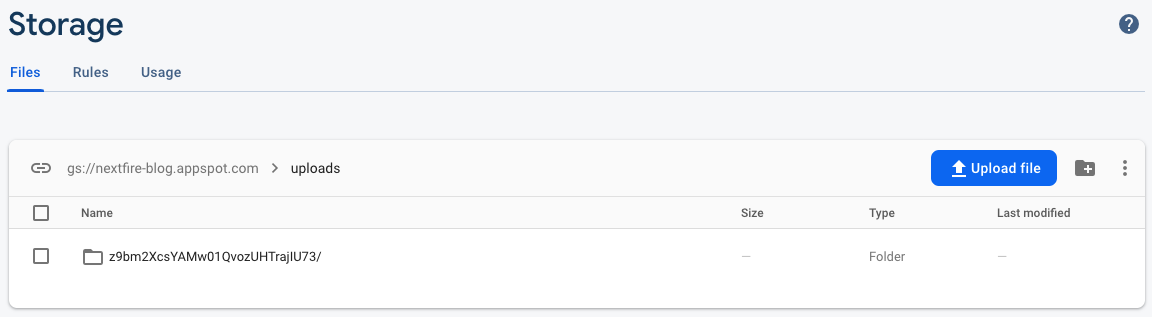 Storage
Files Rules Usage
gs://nextfire-blog.appspot.com > uploads Upload file
Name Size Type Last modified
z9bm2XcsYAMw01QvozUHTrajIU73/ — Folder —